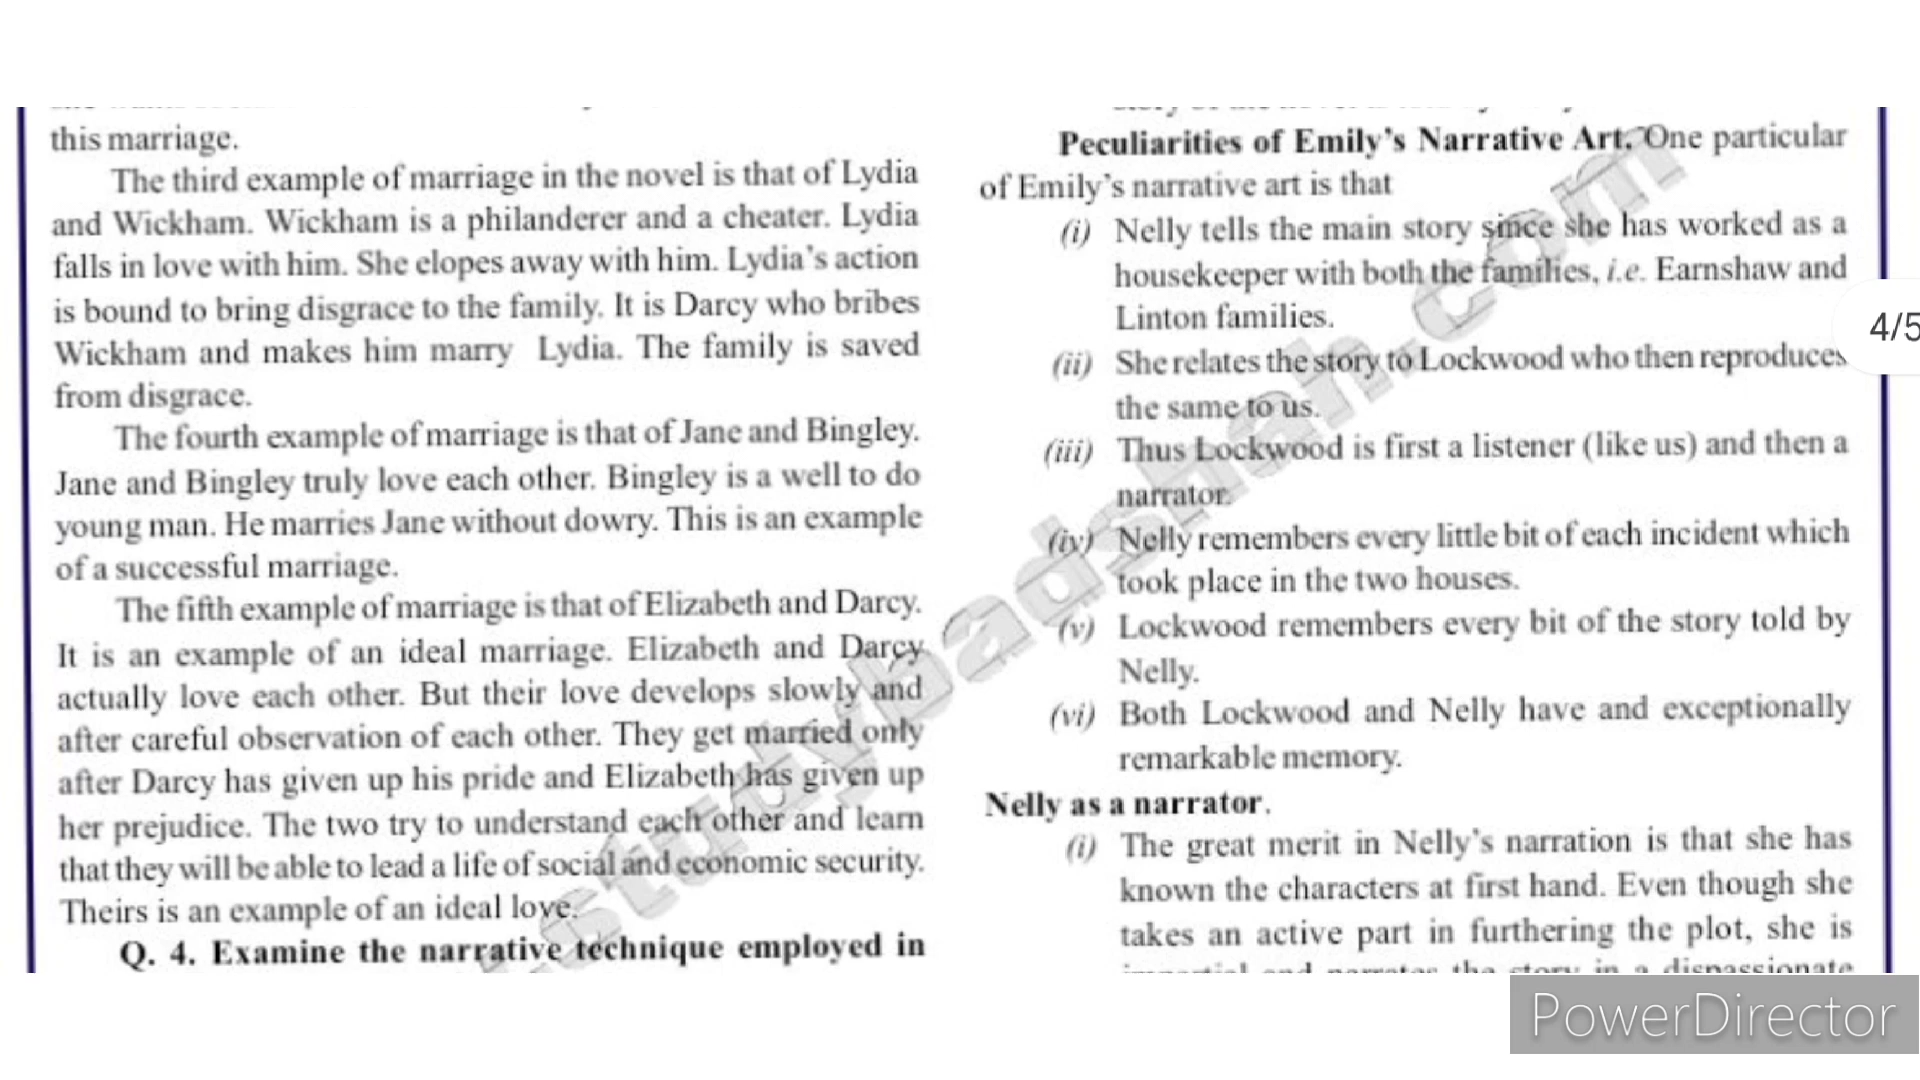 this marriage.
The third example of marriage in the novel is that of Lydia
and Wickham. Wickham is a philanderer and a cheater. Lydia
falls in love with him. She elopes away with him. Lydia's action
is bound to bring disgrace to the family. It is Darcy who bribes
Wickham and makes him marry Lydia. The family is saved
from disgrace.
The fourth example of marriage is that of Jane and Bingley.
Jane and Bingley truly love each other. Bingley is a well to do
young man. He marries Jane without dowry. This is an example
of a successful marriage.
The fifth example of marriage is that of Elizabeth and Darcy.
It is an example of an ideal marriage. Elizabeth and Darcy
actually love each other. But their love develops slowly and
after careful observation of each other. They get married only
after Darcy has given up his pride and Elizabeth has given up
her prejudice. The two try to understand each other and learn
that they will be able to lead a life of social and economic security.
Theirs is an example of an ideal love.
Q. 4. Examine the narrative technique employed in
Peculiarities of Emily's Narrative Art. One particular
of Emily's narrative art is that
(i) Nelly tells the main story since she has worked as a
housekeeper with both the families, i.e. Earnshaw and
Linton families.
(ii) She relates the story to Lockwood who then reproduces
the same to us.
(iii) Thus Lockwood is first a listener (like us) and then a
narrator.
(iv) Nelly remembers every little bit of each incident which
took place in the two houses.
(v) Lockwood remembers every bit of the story told by
Nelly.
(vi) Both Lockwood and Nelly have and exceptionally
remarkable memory.
Nelly as a narrator.
(i) The great merit in Nelly's narration is that she has
known the characters at first hand. Even though she
takes an active part in furthering the plot, she is
the story in a dispassionate
4/5
studybadshah.com
PowerDirector